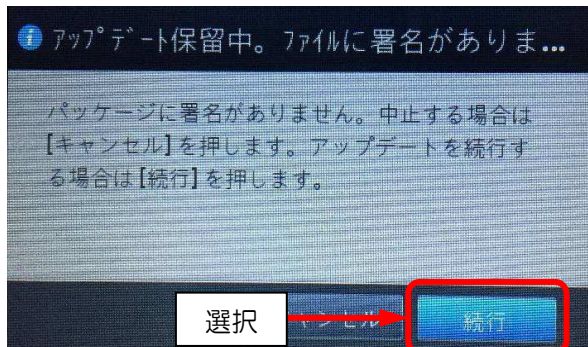 ｱｯﾌﾟﾃﾞｰﾄ保留中。ﾌｧｲﾙに署名がありま...
パッケージに署名がありません。中止する場合は
[キャンセル]を押します。アップデートを続行す
る場合は[続行]を押します。
選択
ャンセル
続行